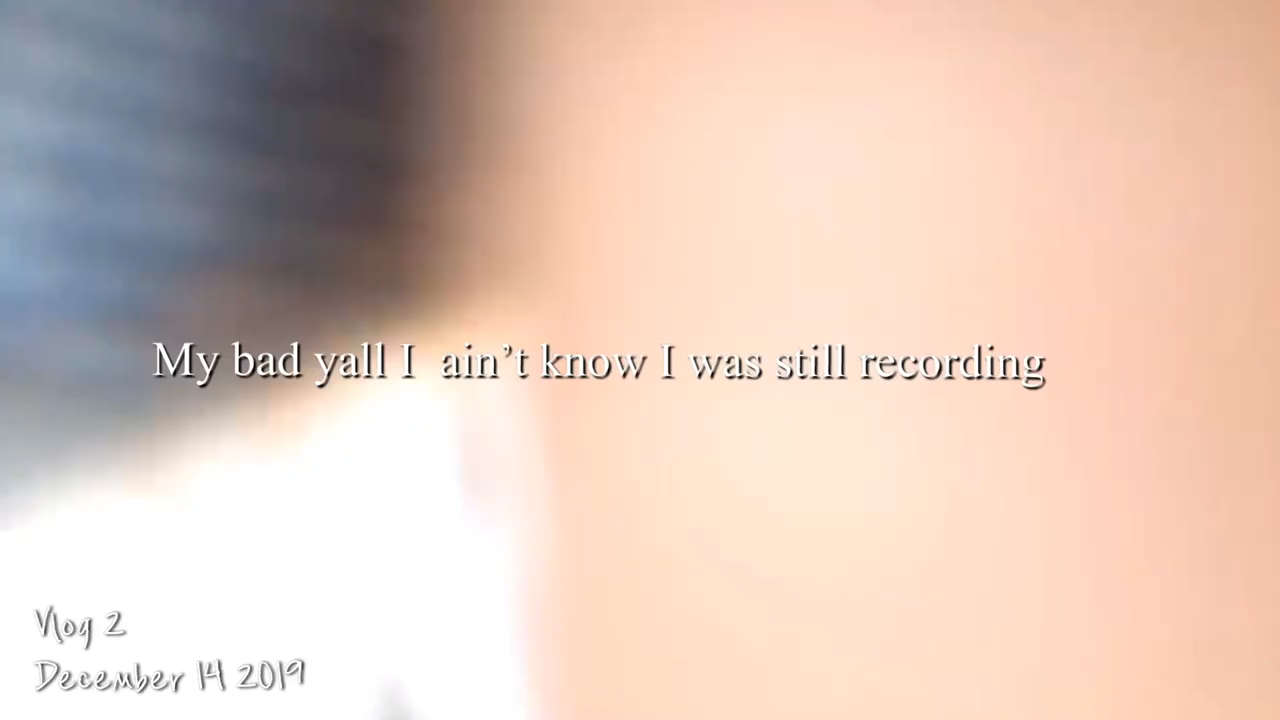 My bad yall I  ain’t know I was still recording
Vlog 2
December 14 2019